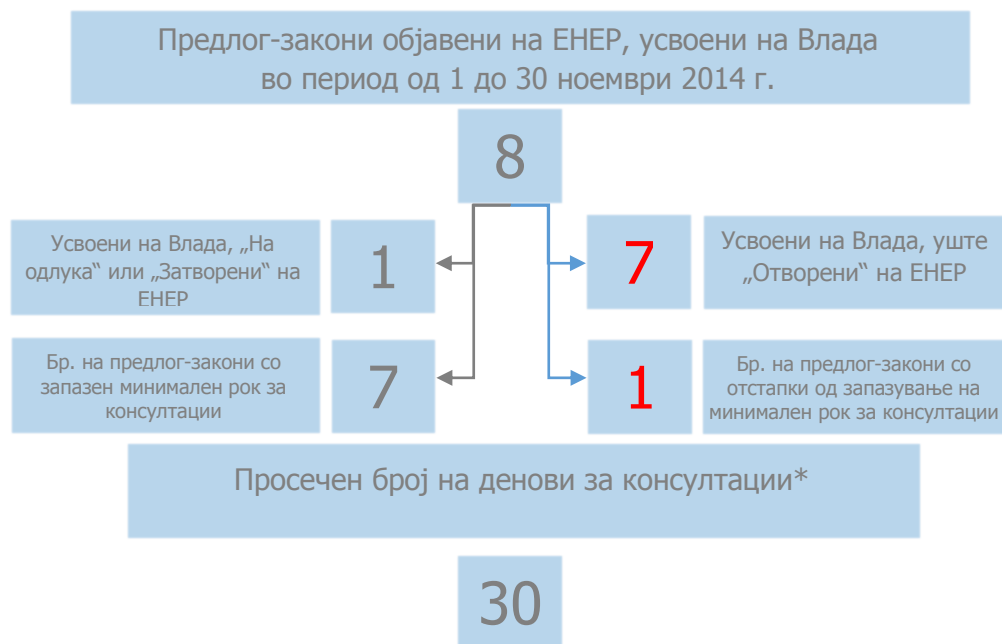 Предлог-закони објавени на ЕНЕР, усвоени на Влада
во период од 1 до 30 ноември 2014 г.
8
Усвоени на Влада, „На
одлука“ или „Затворени“ на
ЕНЕР
1
7
Усвоени на Влада, уште
„Отворени“ на ЕНЕР
Бр. на предлог-закони со
запазен минимален рок за
консултации
7
1
Бр. на предлог-закони со
отстапки од запазување на
минимален рок за консултации
Просечен број на денови за консултации*
30